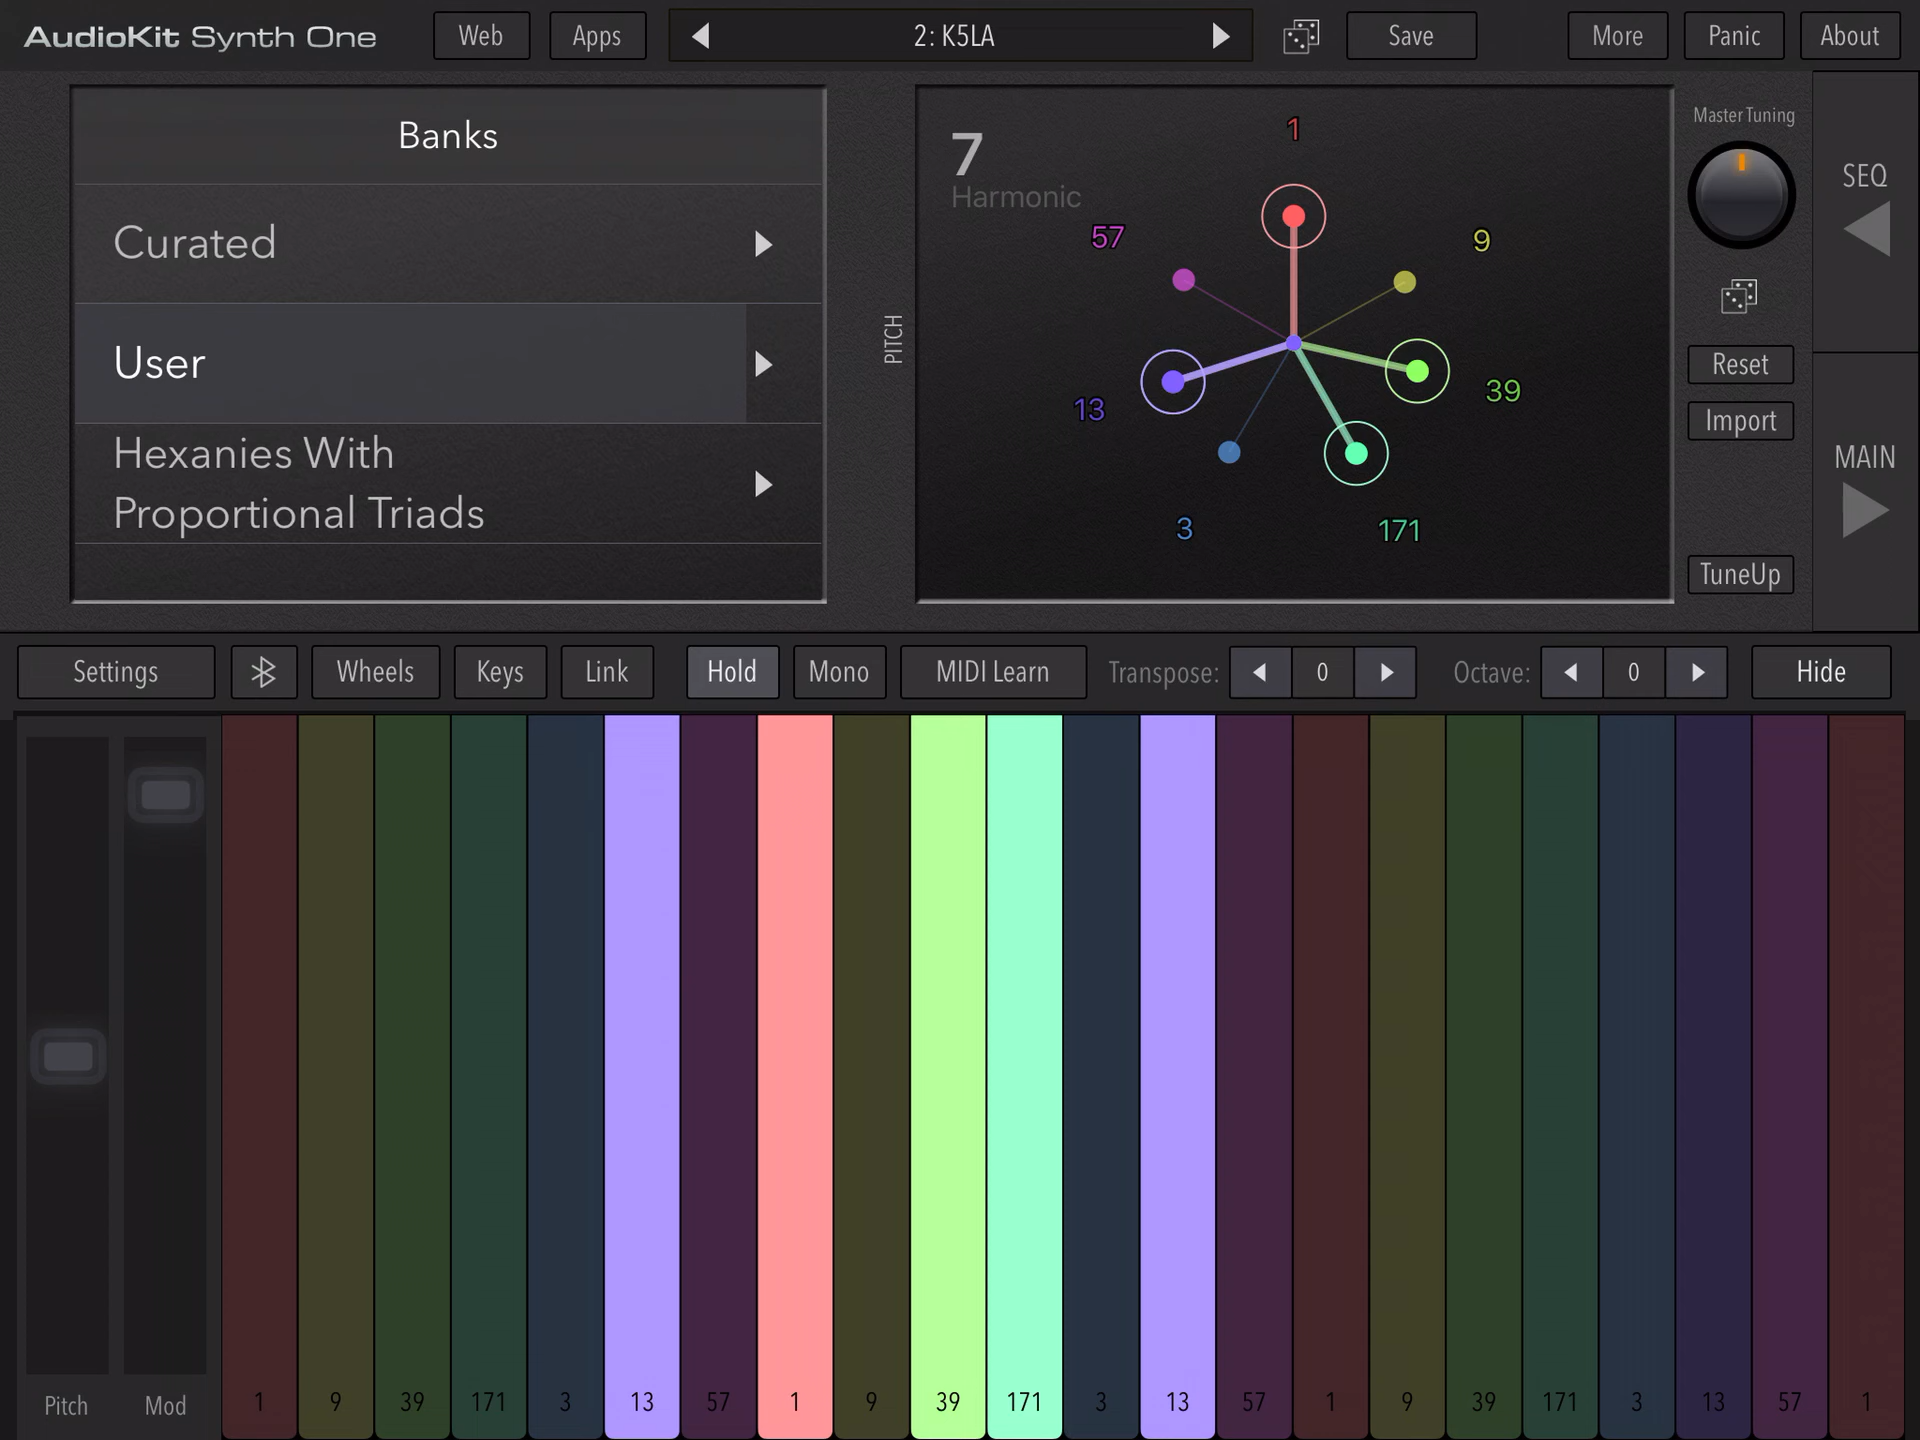 AudioKit Synth One
Web
Apps
2: K5LA
Save
More
Panic
About
Banks
Curated
User
Hexanies With
Proportional Triads
PITCH
7
Harmonic
1
57
9
13
39
3
171
Master Tuning
Reset
Import
TuneUp
SEQ
MAIN
Settings
Wheels
Keys
Link
Hold
Mono
MIDI Learn
Transpose:
0
Octave:
0
Hide
Pitch
Mod
1 9 39 171 3 13 57 1 9 39 171 3 13 57 1 9 39 171 3 13 57 1